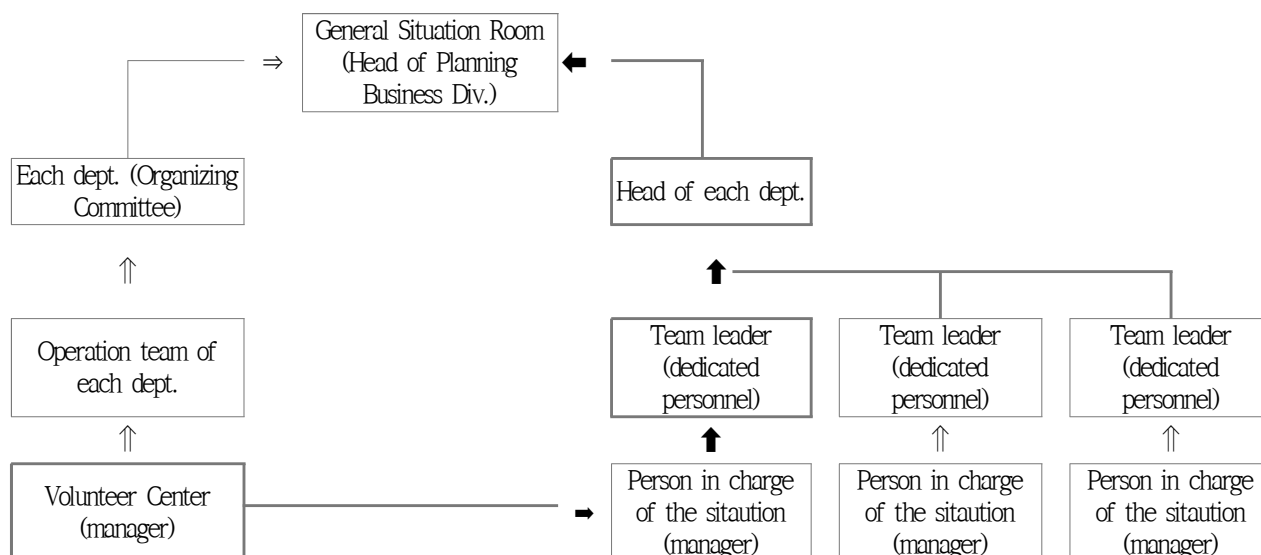 General Situation Room
(Head of Planning
Business Div.)
⇒
Each dept. (Organizing
Committee)
Head of each dept.
Operation team of
each dept.
Team leader
(dedicated
personnel)
Team leader
(dedicated
personnel)
Team leader
(dedicated
personnel)
Volunteer Center
(manager)
Person in charge
of the sitaution
(manager)
Person in charge
of the sitaution
(manager)
Person in charge
of the sitaution
(manager)